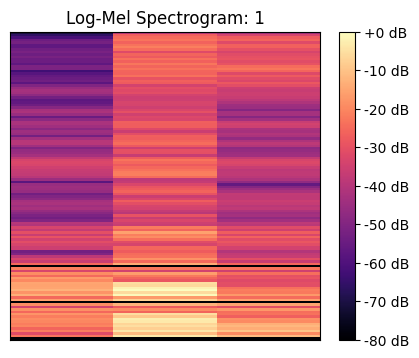 Log-Mel Spectrogram: 1
+0 dB
-10 dB
-20 dB
-30 dB
-40 dB
-50 dB
-60 dB
-70 dB
-80 dB